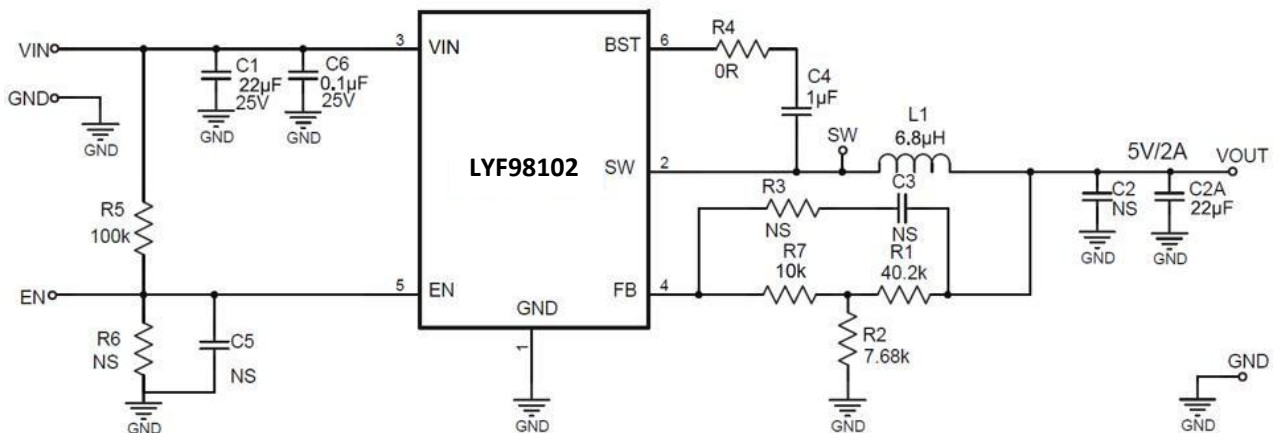 VIN
GND
GND
C1
22µF
25V
GND
C6
0.1µF
25V
GND
3
VIN
BST
6
R4
0R
C4
1µF
LYF98102
SW
2
SW
L1
6.8µH
5V/2A
VOUT
C2
NS
GND
C2A
22µF
GND
R5
100k
R3
NS
C3
NS
R7
10k
R1
40.2k
EN
5
EN
FB
4
GND
1
GND
R6
NS
C5
NS
GND
R2
7.68k
GND
GND
GND